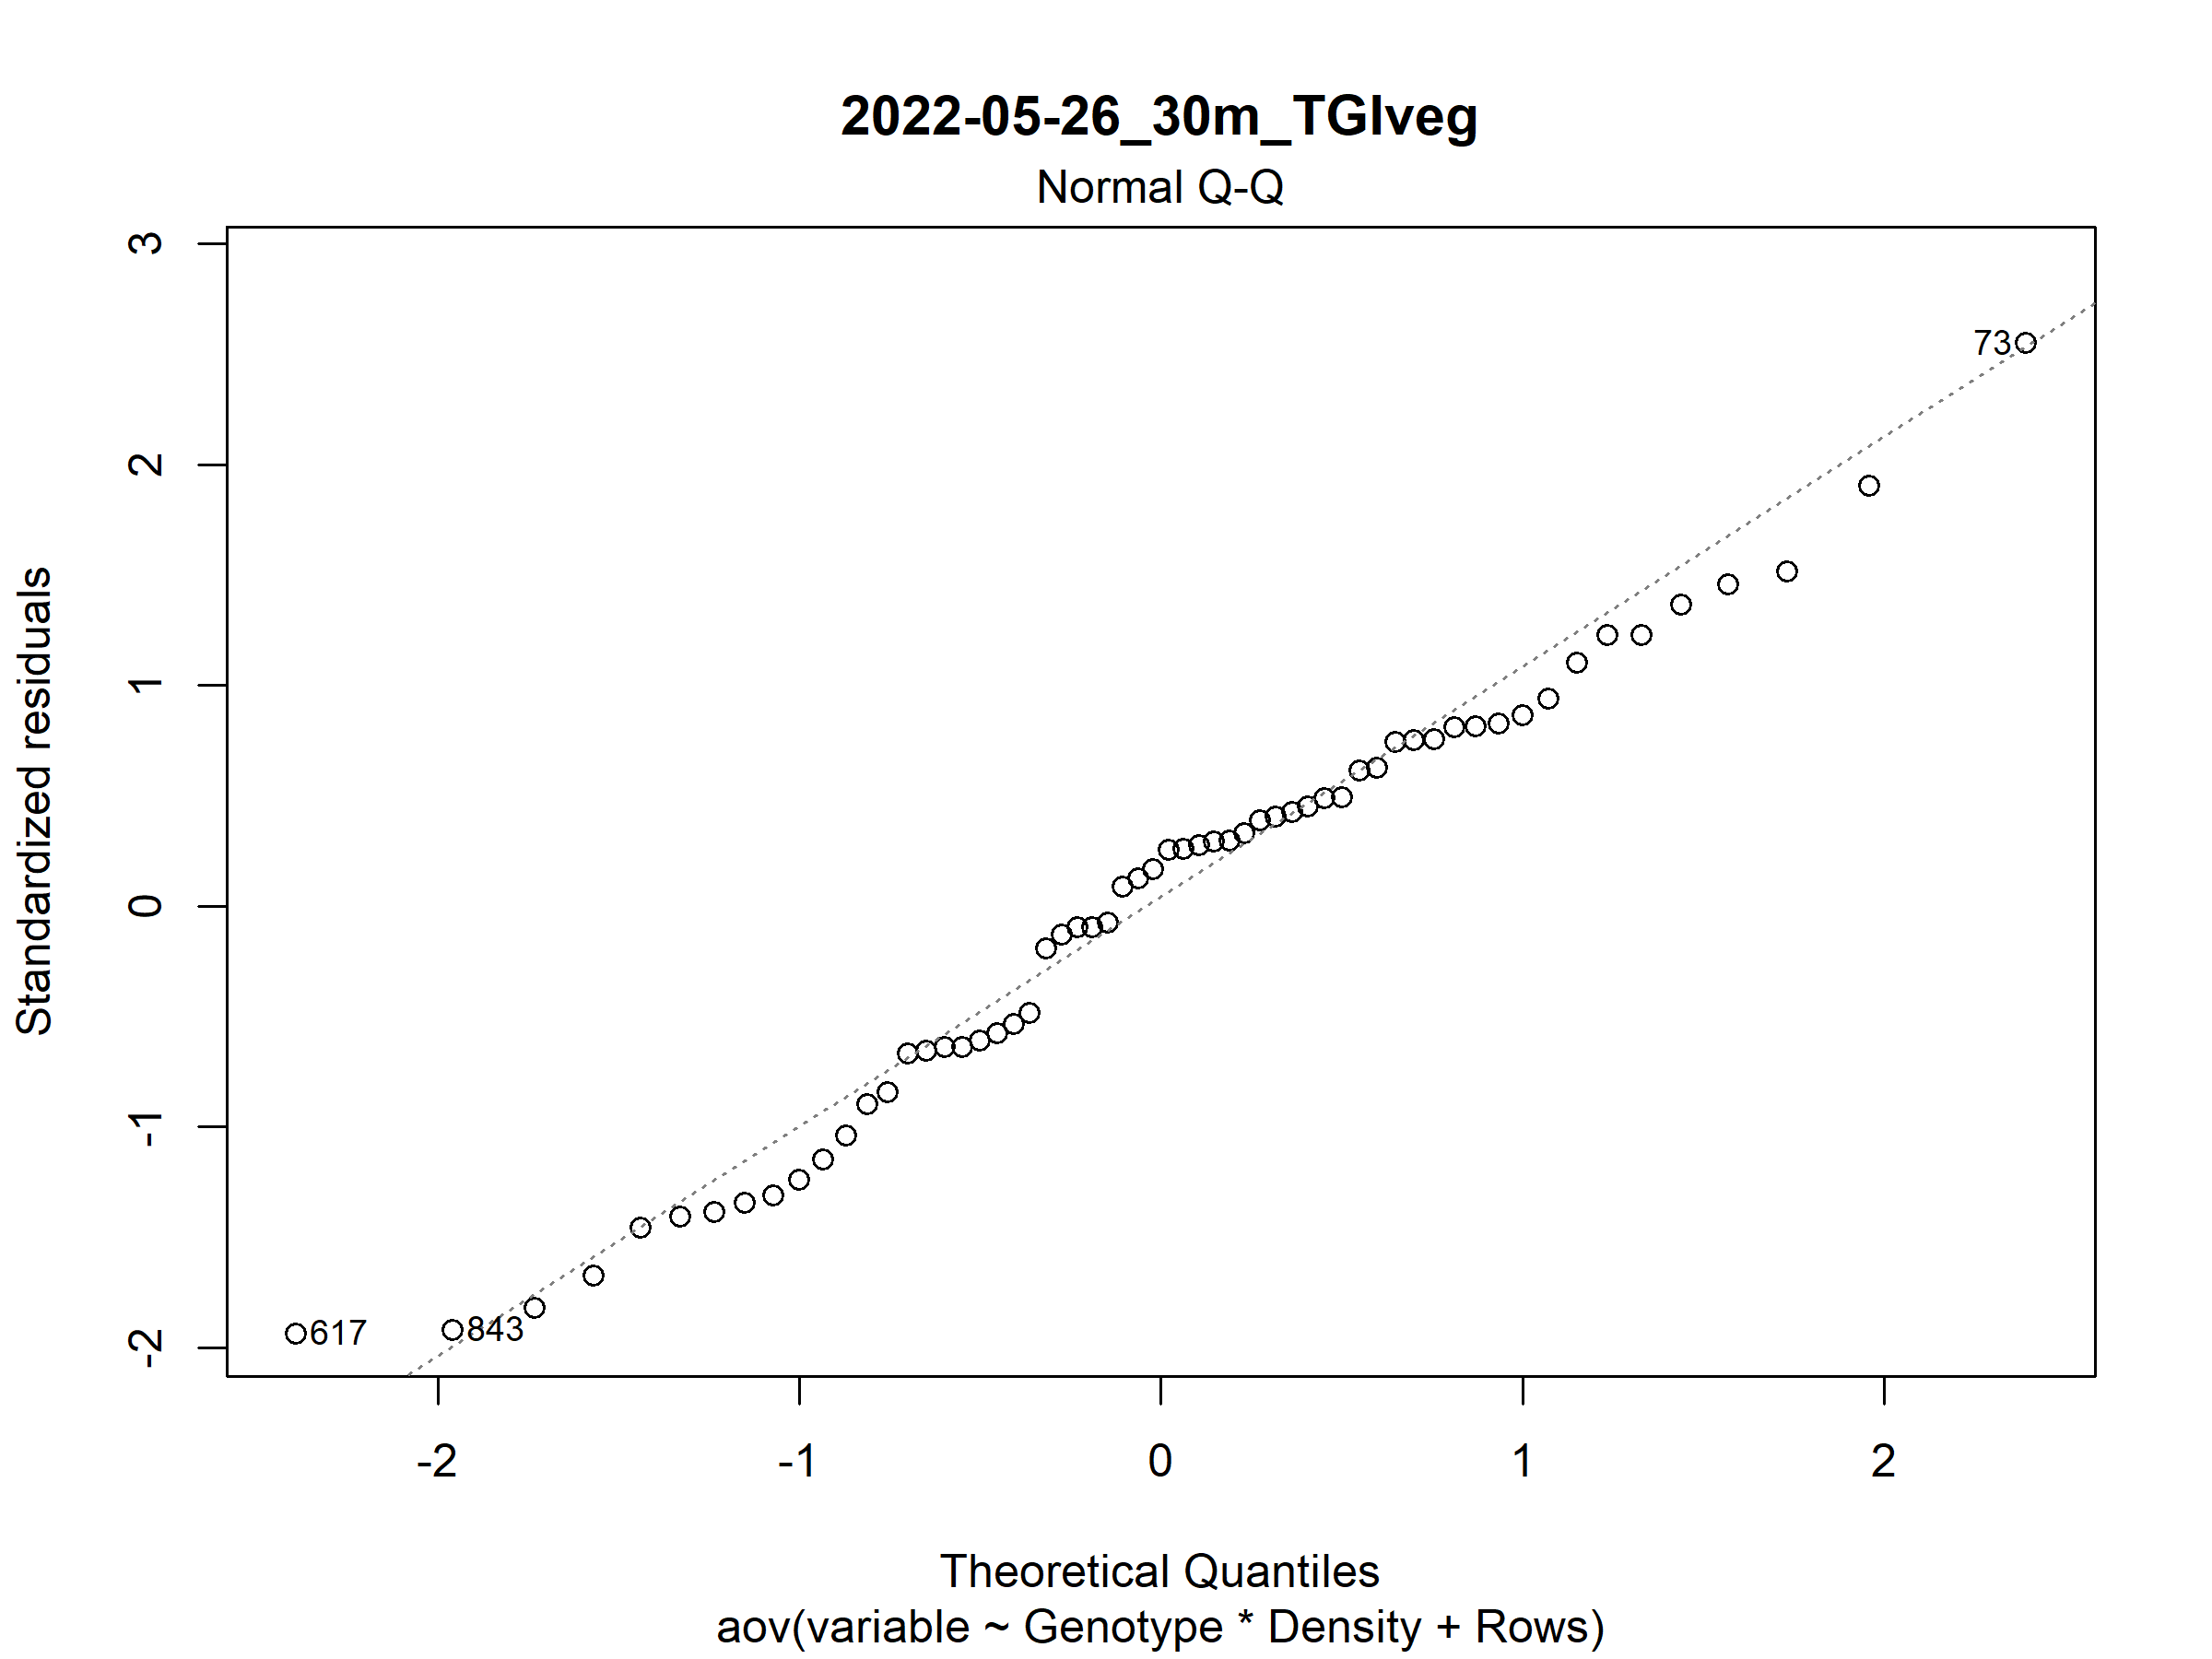 2022-05-26_30m_TGIveg
Normal Q-Q
3
2
1
0
-1
-2
Standardized residuals
73
617
843
-2
-1
0
1
2
Theoretical Quantiles
aov(variable ~ Genotype * Density + Rows)